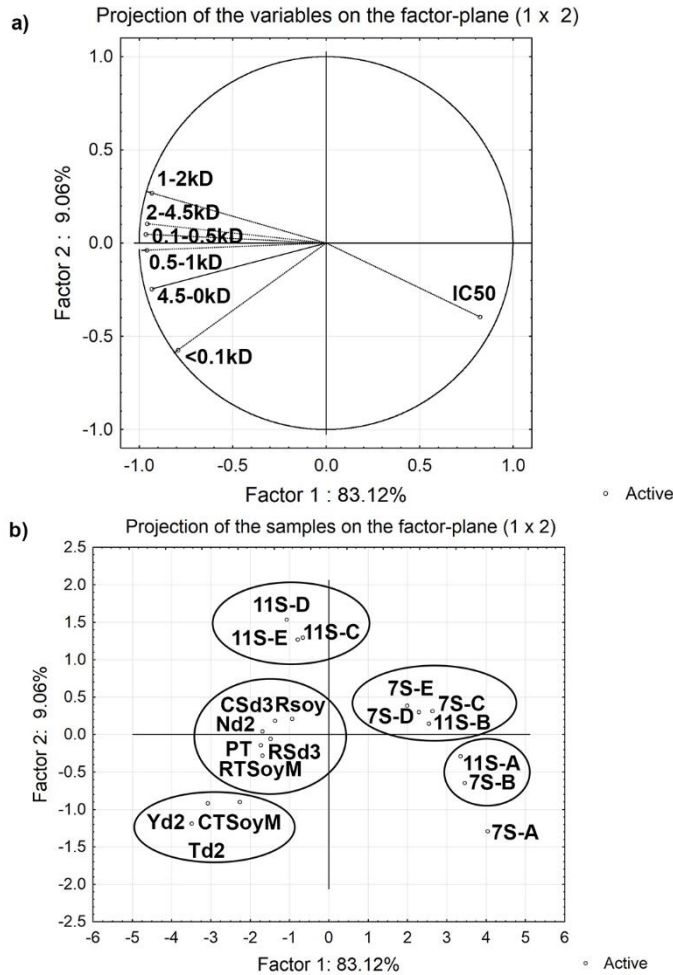 a)
Projection of the variables on the factor-plane (1 x 2)
1.0
0.5
0.0
-0.5
-1.0
Factor 2 : 9.06%
1-2kD
2-4.5kD
0.1-0.5kD
0.5-1kD
4.5-0kD
<0.1kD
IC50
-1.0 -0.5 0.0 0.5 1.0
Factor 1 : 83.12%
Active
b)
Projection of the samples on the factor-plane (1 x 2)
2.5
2.0
1.5
1.0
0.5
0.0
-0.5
-1.0
-1.5
-2.0
-2.5
Factor 2: 9.06%
11S-D
11S-E 11S-C
CSd3 Rsoy
Nd2
PT RSd3
RTSoyM
Yd2 CTSoyM
Td2
7S-E 7S-C
7S-D 11S-B
11S-A
7S-B
7S-A
-6 -5 -4 -3 -2 -1 0 1 2 3 4 5 6
Factor 1: 83.12%
Active